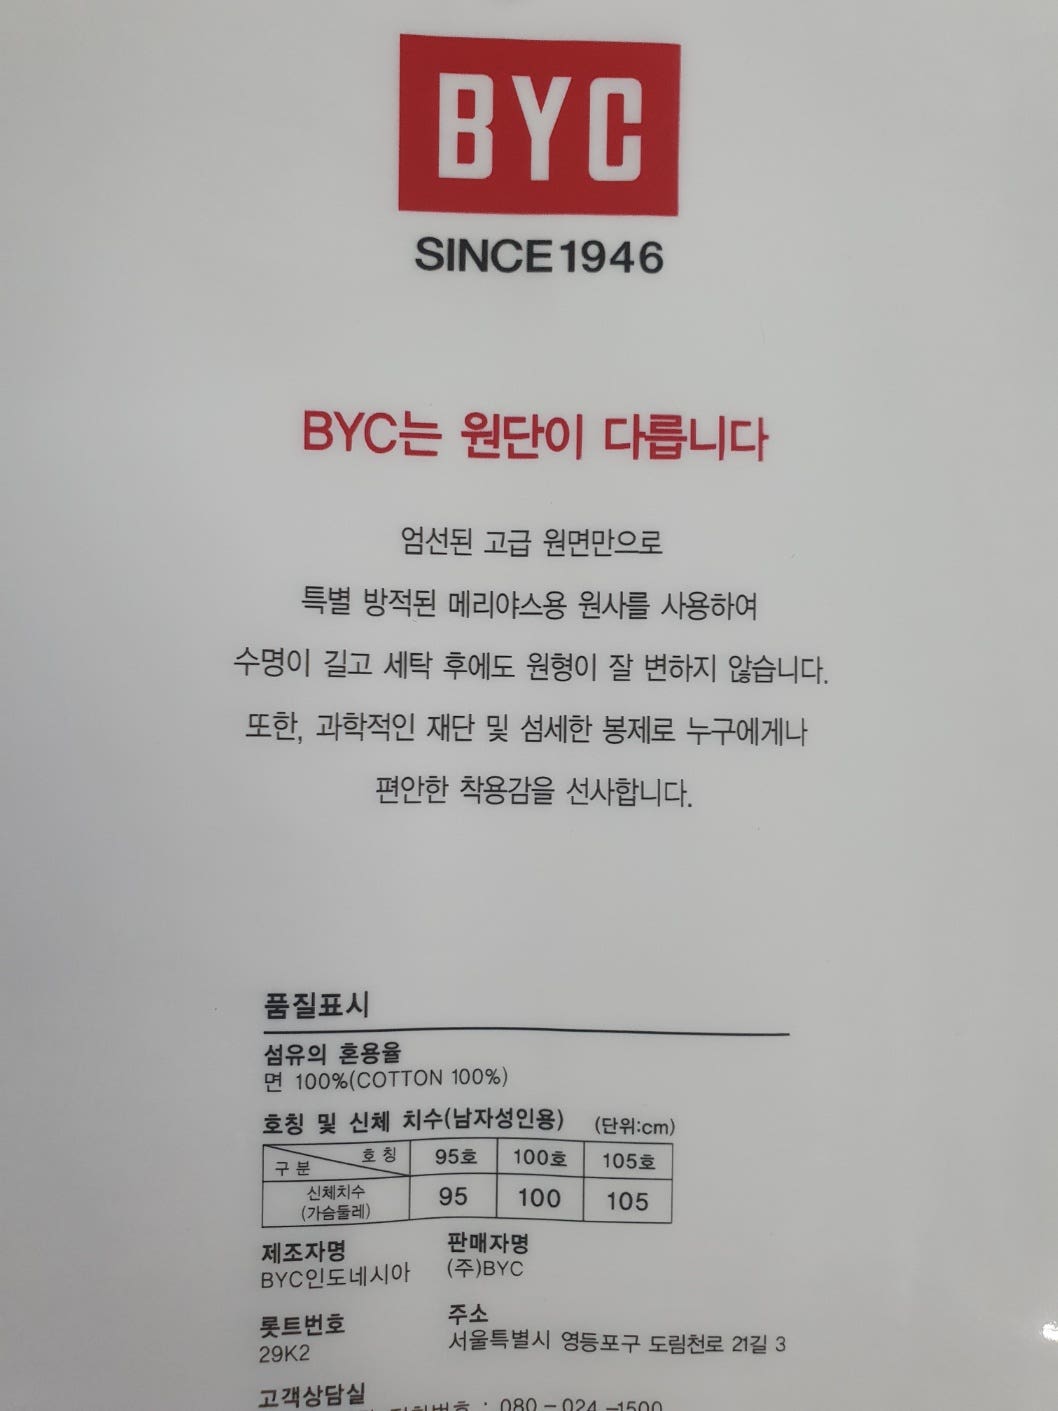 BYC
SINCE 1946
BYC는 원단이 다릅니다
엄선된 고급 원면만으로
특별 방적된 메리야스용 원사를 사용하여
수명이 길고 세탁 후에도 원형이 잘 변하지 않습니다.
또한, 과학적인 재단 및 섬세한 봉제로 누구에게나
편안한 착용감을 선사합니다.
품질표시
섬유의 혼용율
면 100%(COTTON 100%)
호칭 및 신체 치수(남자성인용) (단위:cm)
구분 호칭 95호 100호 105호
신체치수
(가슴둘레) 95 100 105
제조자명 판매자명
BYC인도네시아 (주)BYC
롯트번호 주소
29K2 서울특별시 영등포구 도림천로 21길 3
고객상담실
: 080-024-1500